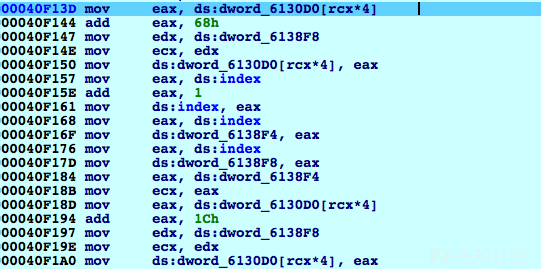 00040F13D mov eax, ds:dword_6130D0[rcx*4]
00040F144 add eax, 68h
00040F147 mov edx, ds:dword_6138F8
00040F14E mov ecx, edx
00040F150 mov ds:dword_6130D0[rcx*4], eax
00040F157 mov eax, ds:index
00040F15E add eax, 1
00040F161 mov ds:index, eax
00040F168 mov eax, ds:index
00040F16F mov ds:dword_6138F4, eax
00040F176 mov eax, ds:index
00040F17D mov ds:dword_6138F8, eax
00040F184 mov eax, ds:dword_6138F4
00040F18B mov ecx, eax
00040F18D mov eax, ds:dword_6130D0[rcx*4]
00040F194 add eax, 1Ch
00040F197 mov edx, ds:dword_6138F8
00040F19E mov ecx, edx
00040F1A0 mov ds:dword_6130D0[rcx*4], eax